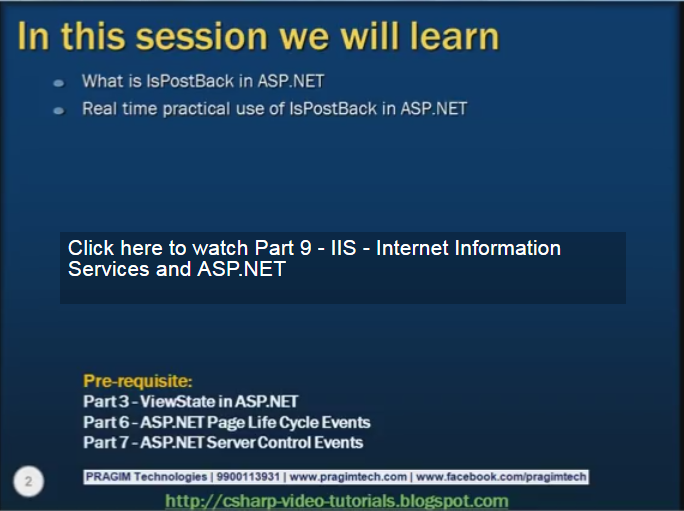 In this session we will learn
What is IsPostBack in ASP.NET
Real time practical use of IsPostBack in ASP.NET
Click here to watch Part 9 - IIS - Internet Information
Services and ASP.NET
Pre-requisite:
Part 3 - ViewState in ASP.NET
Part 6 - ASP.NET Page Life Cycle Events
Part 7 - ASP.NET Server Control Events
2
PRAGIM Technologies | 9900113931 | www.pragimtech.com | www.facebook.com/pragimtech
http://csharp-video-tutorials.blogspot.com